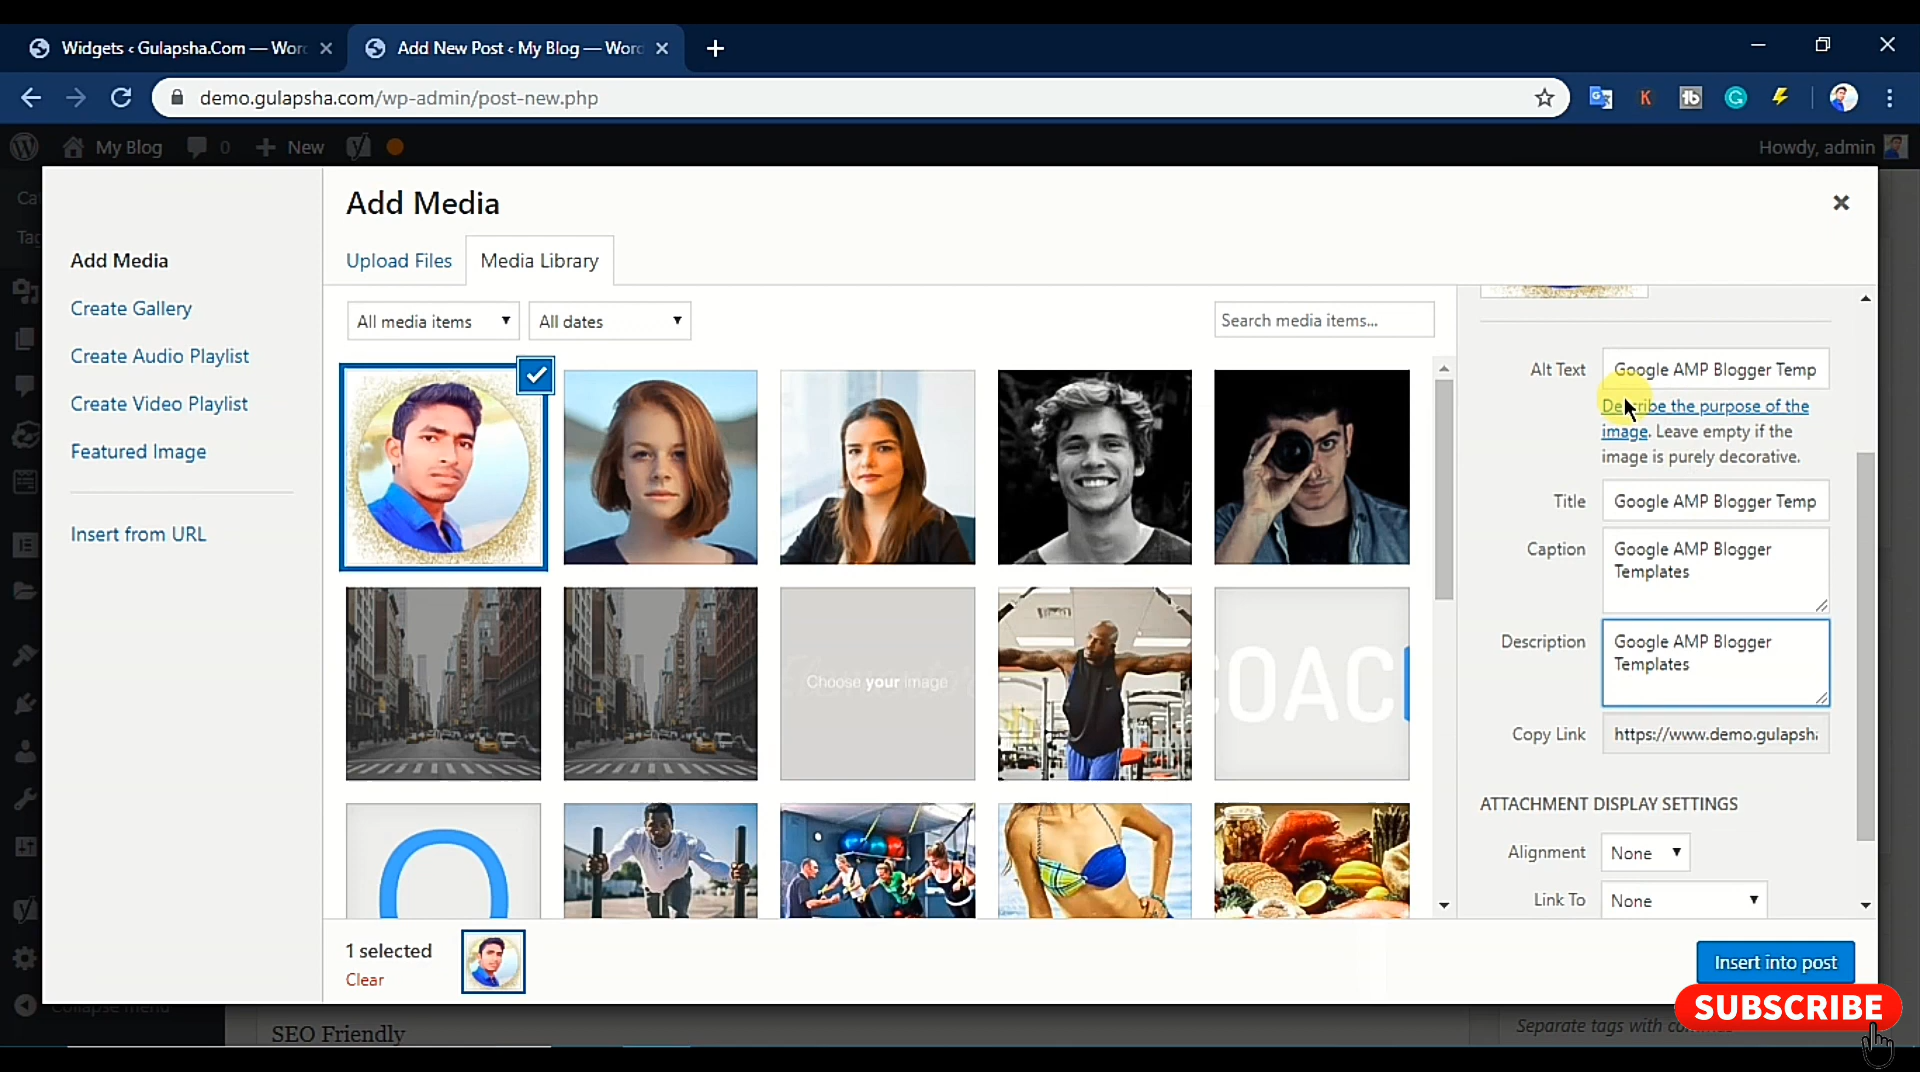 Widgets ‹ Gulapsha.Com — Wor
Add New Post ‹ My Blog — Word
demo.gulapsha.com/wp-admin/post-new.php
My Blog
0
New
Howdy, admin
Add Media
Create Gallery
Create Audio Playlist
Create Video Playlist
Featured Image
Insert from URL
Add Media
Upload Files
Media Library
All media items
All dates
Search media items...
Choose your image
COAC
Alt Text
Google AMP Blogger Temp
Describe the purpose of the
image. Leave empty if the
image is purely decorative.
Title
Google AMP Blogger Temp
Caption
Google AMP Blogger
Templates
Description
Google AMP Blogger
Templates
Copy Link
https://www.demo.gulapsha
ATTACHMENT DISPLAY SETTINGS
Alignment
None
Link To
None
1 selected
Clear
Insert into post
SUBSCRIBE
Collapse menu
SEO Friendly
Separate tags with